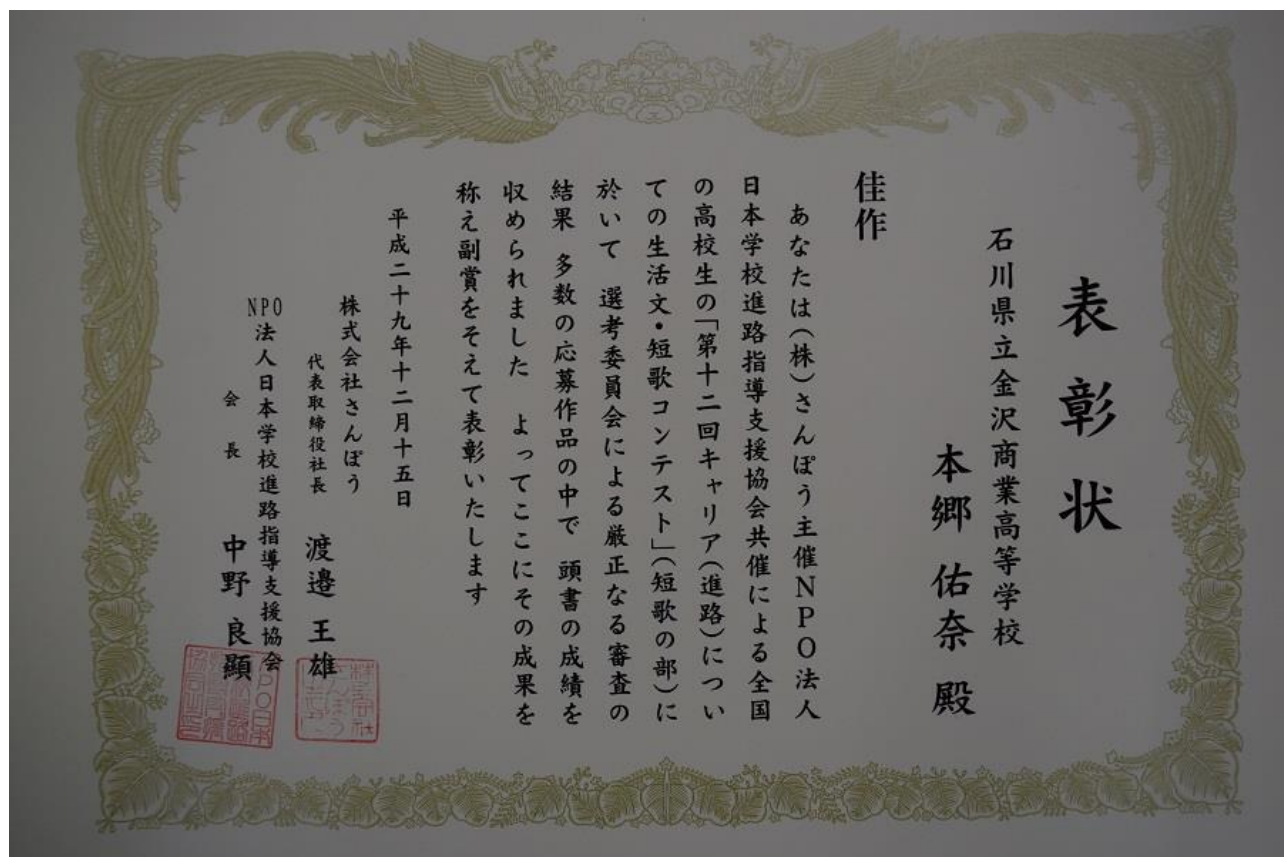 表彰状
石川県立金沢商業高等学校
本郷 佑奈 殿
佳作
あなたは(株)さんぽう主催NPO法人
日本学校進路指導支援協会共催による全国
の高校生の「第十二回キャリア(進路)につい
ての生活文・短歌コンテスト」(短歌の部)に
於いて 選考委員会による厳正なる審査の
結果 多数の応募作品の中で 頭書の成績を
収められました よってここにその成果を
称え副賞をそえて表彰いたします
平成二十九年十二月十五日
株式会社さんぽう
代表取締役社長 渡邉 王雄
NPO法人日本学校進路指導支援協会
会長 中野 良顯